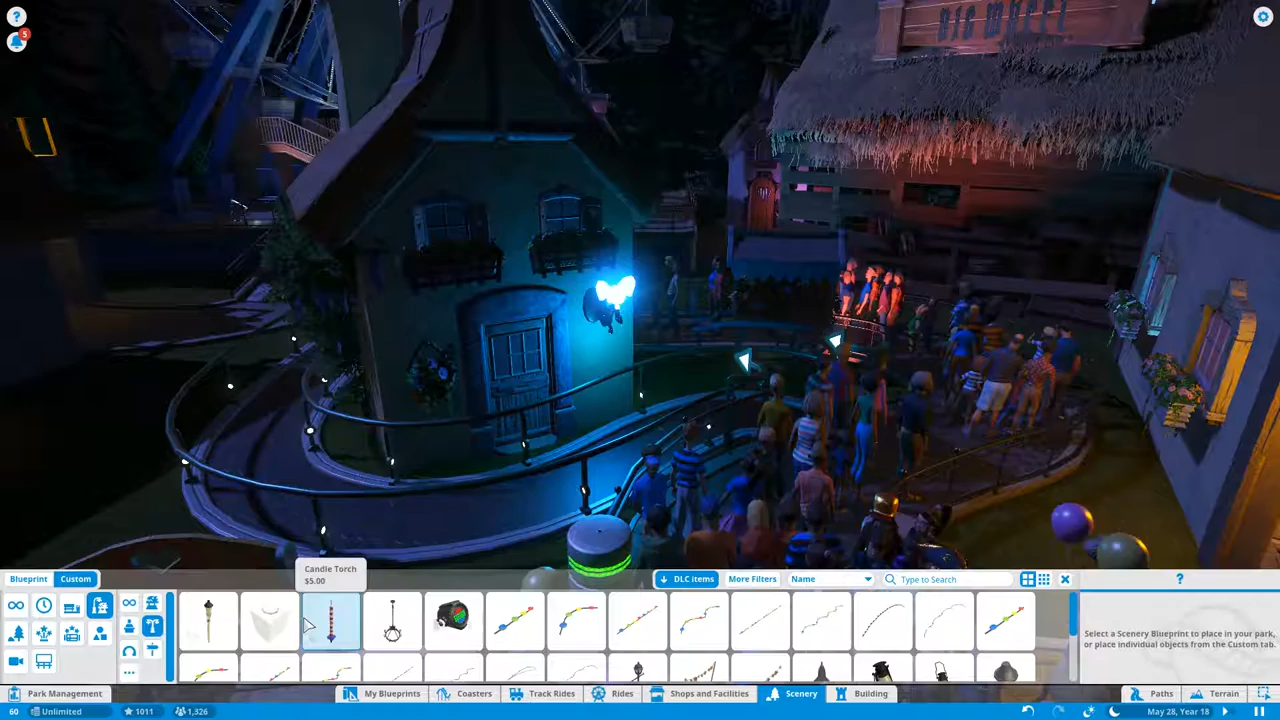 ?
5
BIG WHEEL
Candle Torch
$5.00
Blueprint
Custom
DLC items
More Filters
Name
Type to Search
?
Select a Scenery Blueprint to place in your park,
or place individual objects from the Custom tab.
Park Management
My Blueprints
Coasters
Track Rides
Rides
Shops and Facilities
Scenery
Building
Paths
Terrain
60
Unlimited
1011
1,326
May 28, Year 18